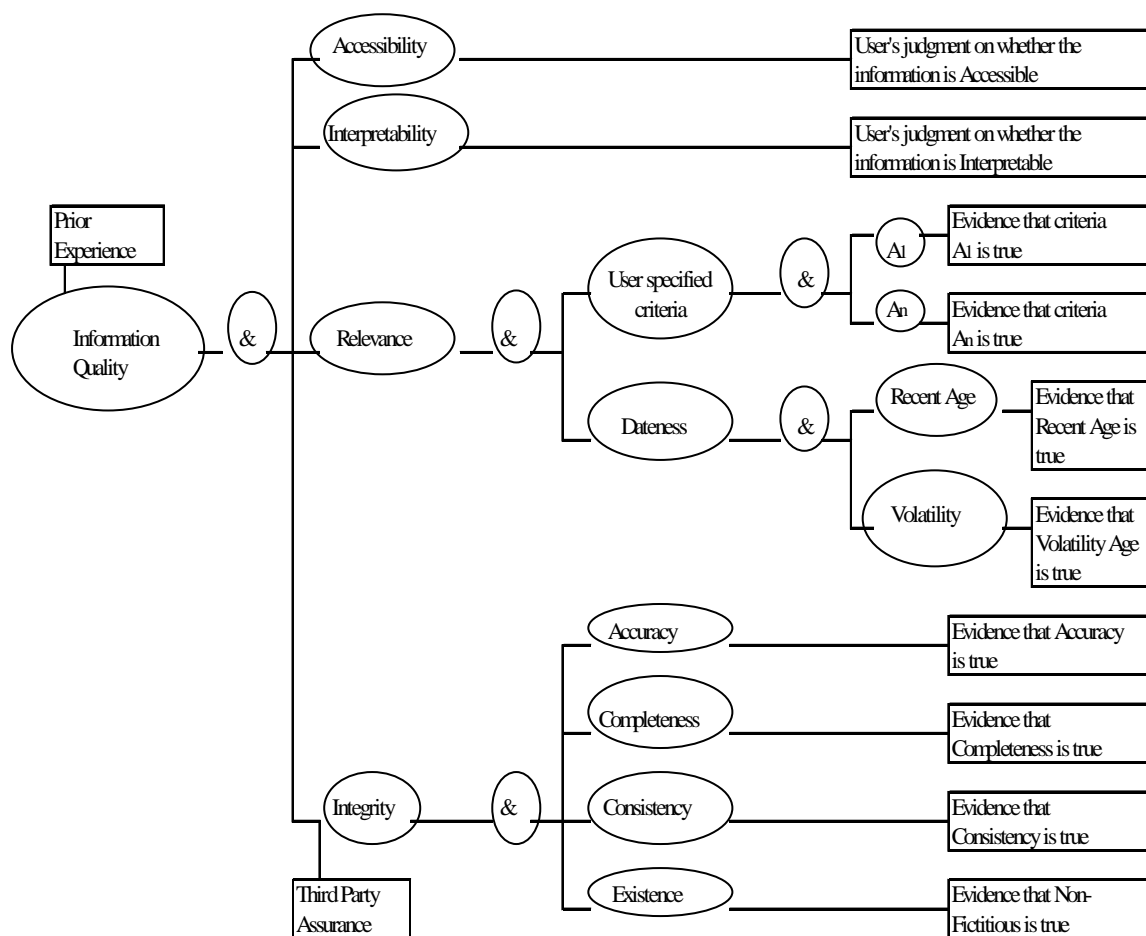 Accessibility
User's judgment on whether the
information is Accessible
Interpretability
User's judgment on whether the
information is Interpretable
Prior
Experience
Information
Quality
&
Relevance
&
User specified
criteria
&
A1
Evidence that criteria
A1 is true
An
Evidence that criteria
An is true
Dateness
&
Recent Age
Evidence that
Recent Age is
true
Volatility
Evidence that
Volatility Age
is true
Integrity
&
Accuracy
Evidence that Accuracy
is true
Completeness
Evidence that
Completeness is true
Consistency
Evidence that
Consistency is true
Existence
Evidence that Non-
Fictitious is true
Third Party
Assurance